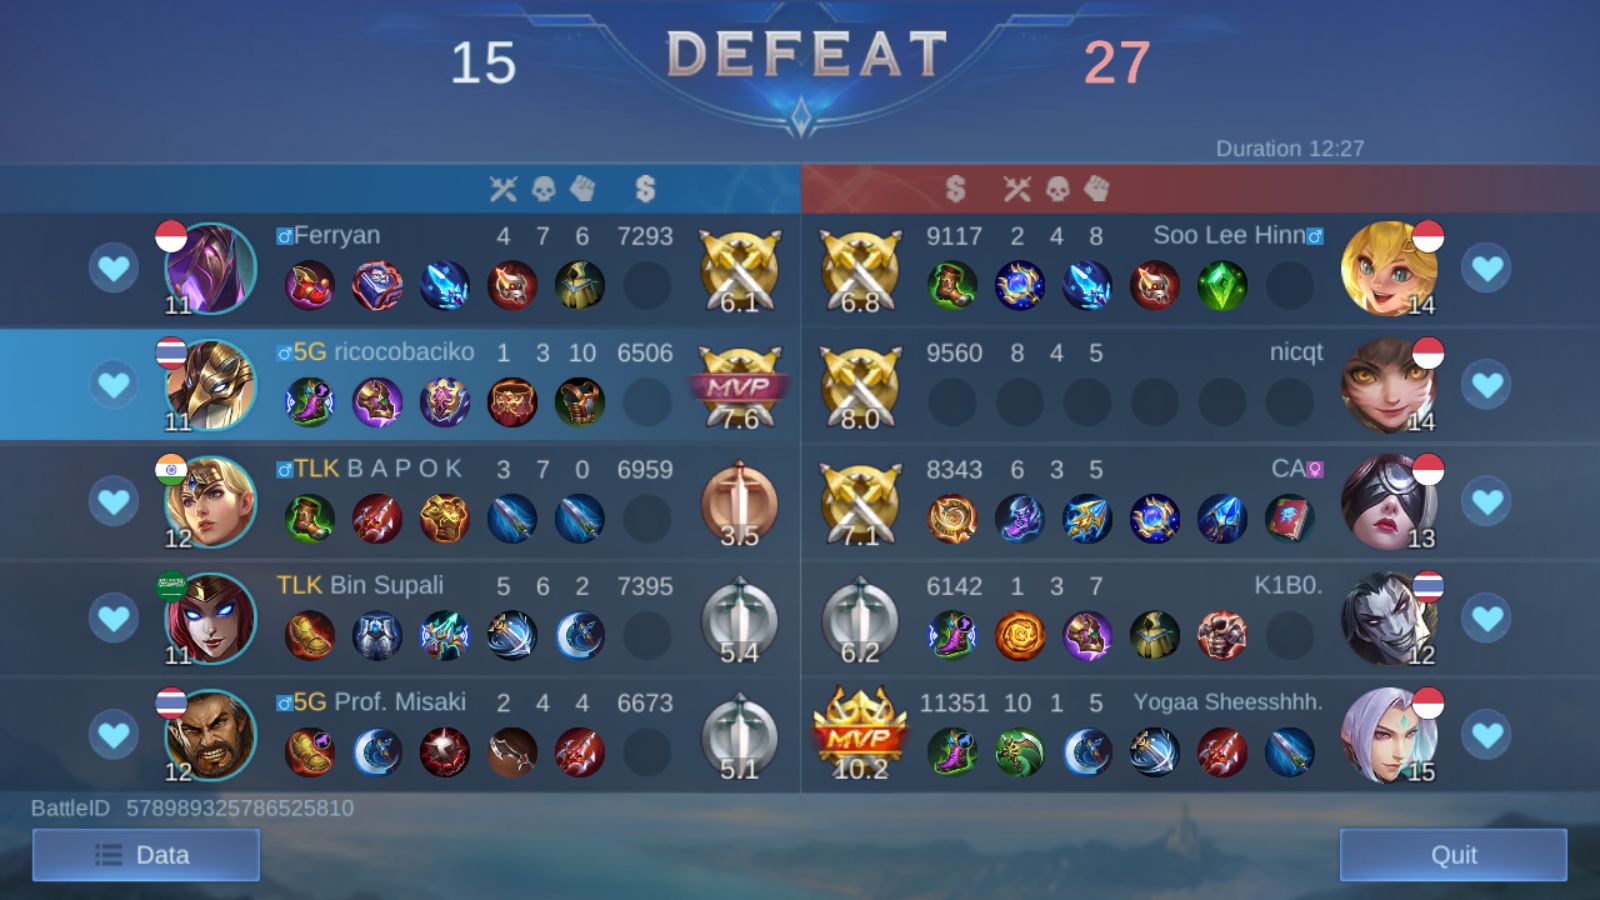 15 DEFEAT 27
Duration 12:27
Ferryan 4 7 6 7293
11 6.1
9117 2 4 8 Soo Lee Hinn
6.8 14
5G ricocobaciko 1 3 10 6506
11 MVP 7.6
9560 8 4 5 nicqt
8.0 14
TLK B A P O K 3 7 0 6959
12 3.5
8343 6 3 5 CA
7.1 13
TLK Bin Supali 5 6 2 7395
11 5.4
6142 1 3 7 K1B0.
6.2 12
5G Prof. Misaki 2 4 4 6673
12 5.1
11351 10 1 5 Yogaa Sheesshhh.
MVP 10.2 15
BattleID 578989325786525810
Data
Quit